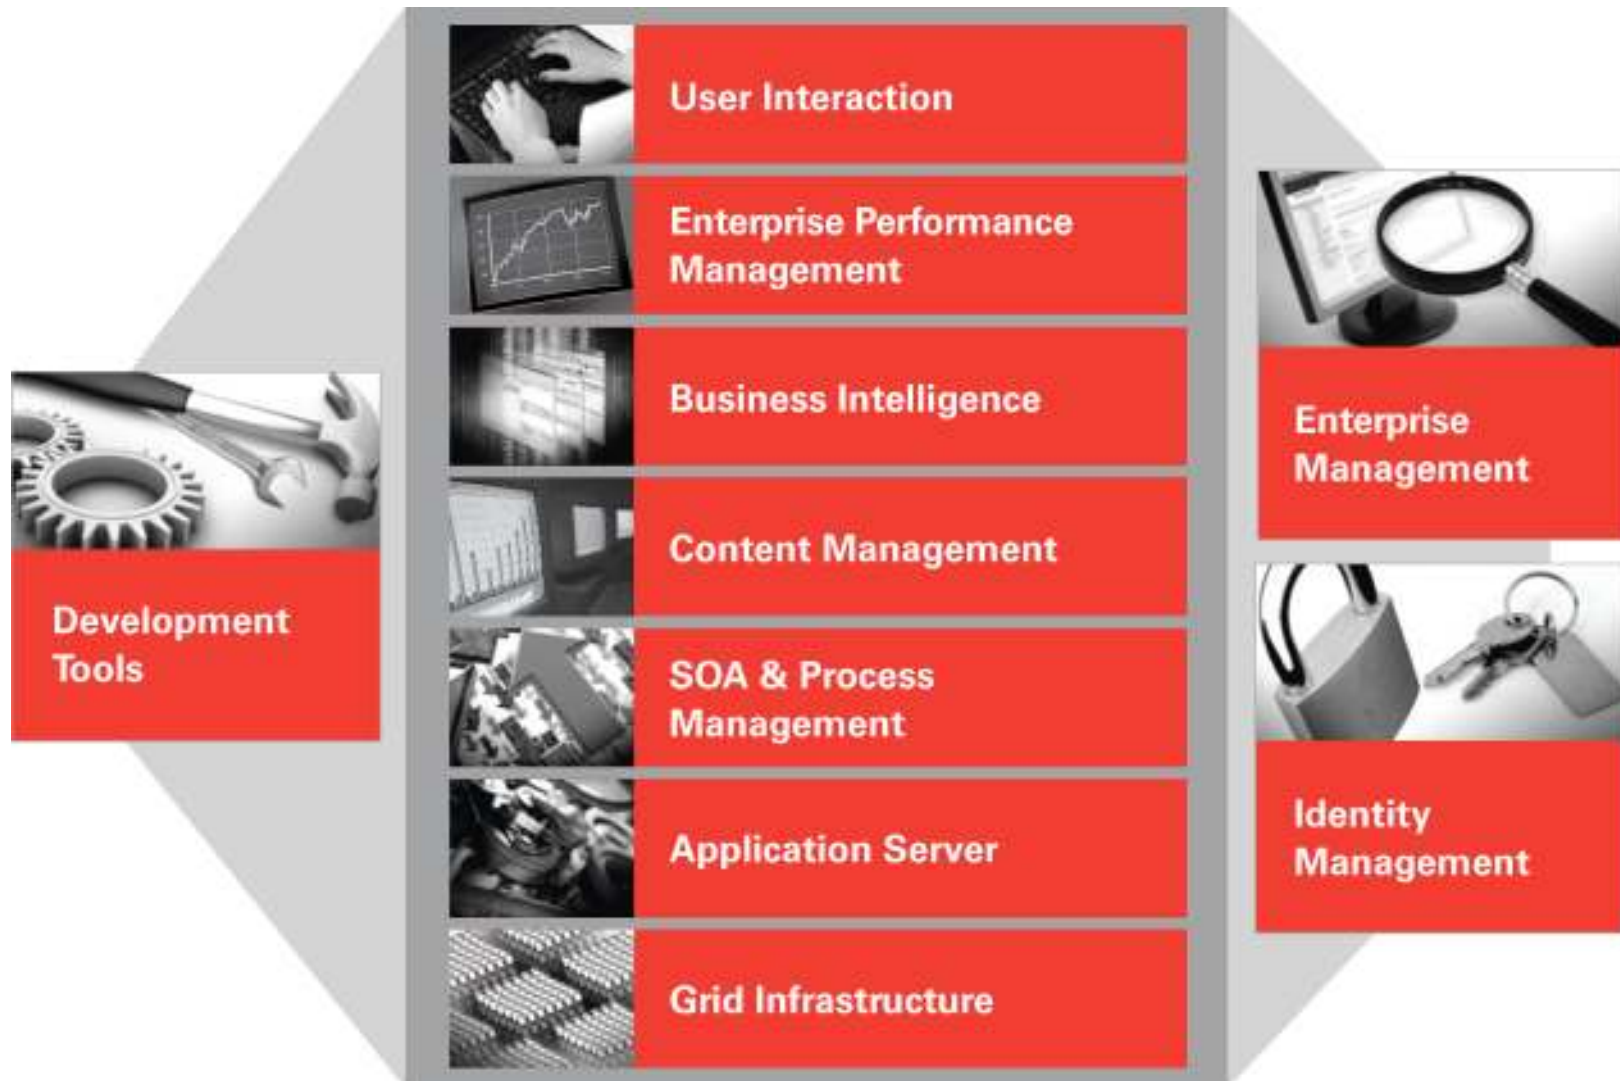 User Interaction
Enterprise Performance
Management
Business Intelligence
Content Management
SOA & Process
Management
Application Server
Grid Infrastructure
Development
Tools
Enterprise
Management
Identity
Management